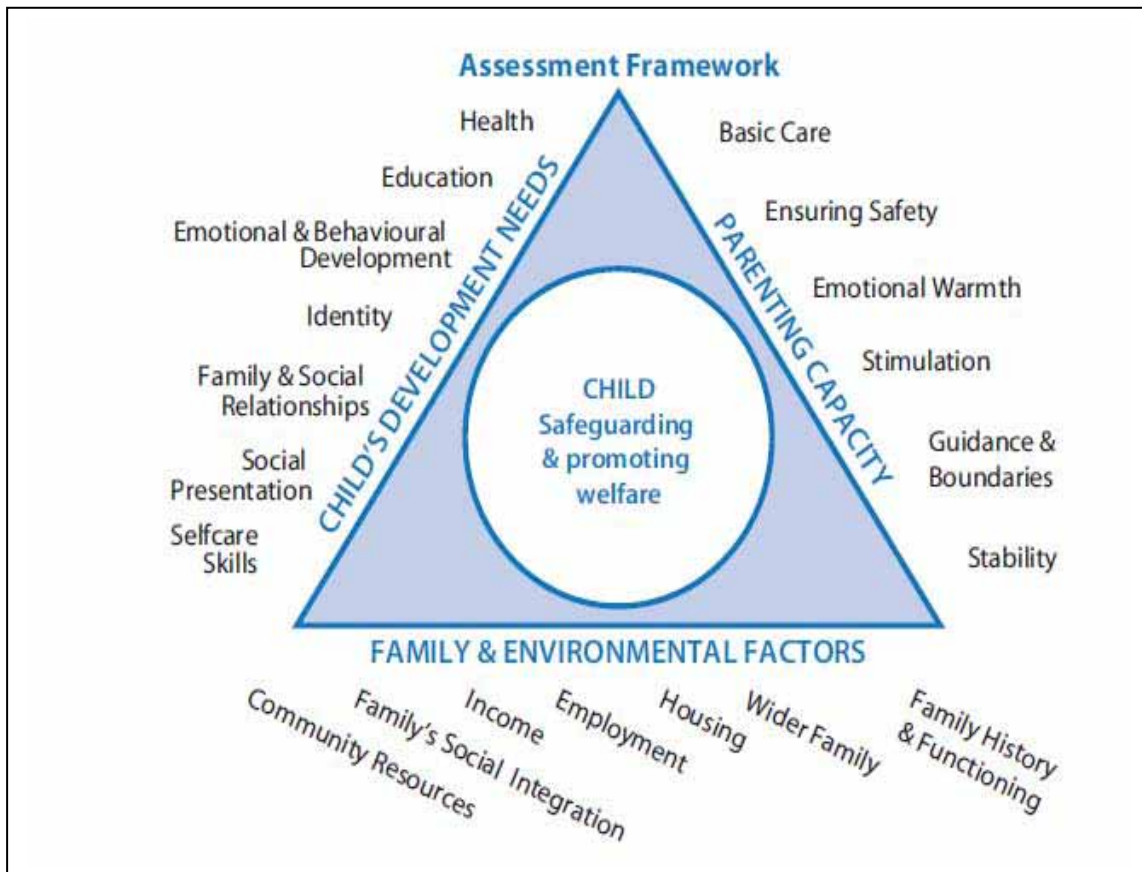 Assessment Framework
Health
Education
Emotional & Behavioural
Development
Identity
Family & Social
Relationships
Social
Presentation
Selfcare
Skills
CHILD'S DEVELOPMENT NEEDS
CHILD
Safeguarding
& promoting
welfare
PARENTING CAPACITY
Basic Care
Ensuring Safety
Emotional Warmth
Stimulation
Guidance &
Boundaries
Stability
FAMILY & ENVIRONMENTAL FACTORS
Community Resources
Family's Social Integration
Income
Employment
Housing
Wider Family
Family History
& Functioning